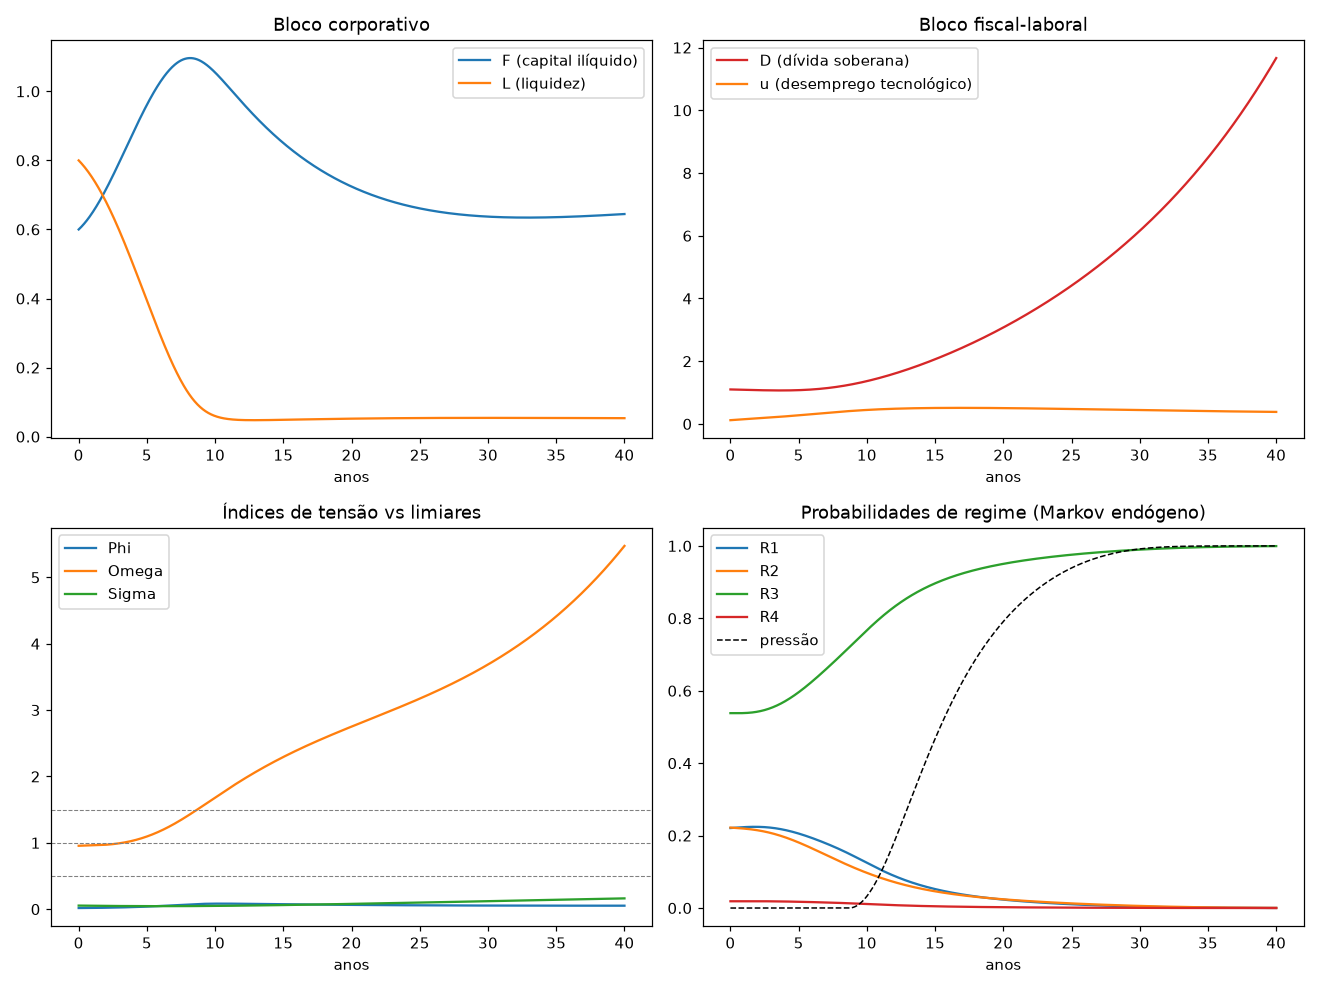 Bloco corporativo
F (capital ilíquido)
L (liquidez)
1.0
0.8
0.6
0.4
0.2
0.0
0 5 10 15 20 25 30 35 40
anos
Bloco fiscal-laboral
D (dívida soberana)
u (desemprego tecnológico)
12
10
8
6
4
2
0
0 5 10 15 20 25 30 35 40
anos
Índices de tensão vs limiares
Phi
Omega
Sigma
5
4
3
2
1
0
0 5 10 15 20 25 30 35 40
anos
Probabilidades de regime (Markov endógeno)
R1
R2
R3
R4
pressão
1.0
0.8
0.6
0.4
0.2
0.0
0 5 10 15 20 25 30 35 40
anos